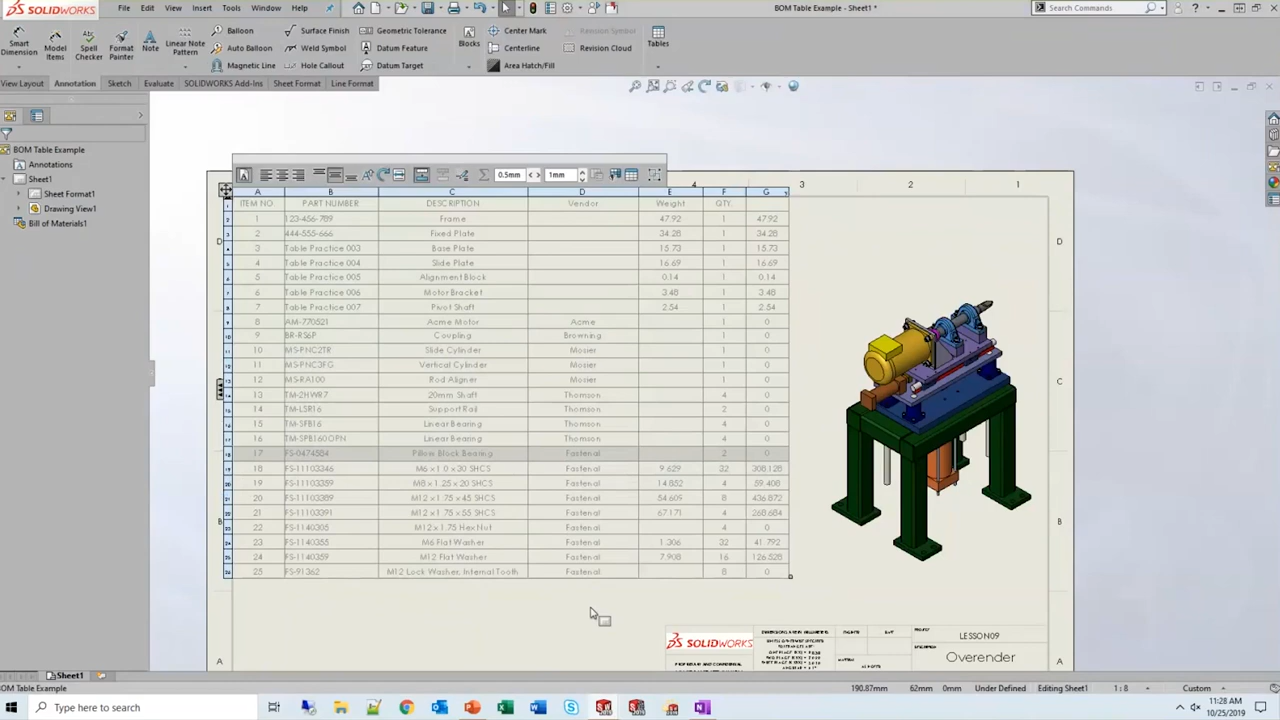 SOLIDWORKS File Edit View Insert Tools Window Help BOM Table Example - Sheet1 * Search Commands
Smart Dimension Model Items Spell Checker Format Painter Note Linear Note Pattern Balloon Surface Finish Geometric Tolerance Blocks Center Mark Revision Symbol Tables
Auto Balloon Weld Symbol Datum Feature Centerline Revision Cloud
Magnetic Line Hole Callout Datum Target Area Hatch/Fill
View Layout Annotation Sketch Evaluate SOLIDWORKS Add-Ins Sheet Format Line Format
BOM Table Example
Annotations
Sheet1
Sheet Format1
Drawing View1
Bill of Materials1
0.5mm 1mm
4 3 2 1
A B C D E F G
ITEM NO. PART NUMBER DESCRIPTION Vendor Weight QTY.
1 123-456-789 Frame 47.92 1 47.92
2 444-555-666 Fixed Plate 34.28 1 34.28
3 Table Practice 003 Base Plate 15.73 1 15.73
4 Table Practice 004 Slide Plate 16.69 1 16.69
5 Table Practice 005 Alignment Block 0.14 1 0.14
6 Table Practice 006 Motor Bracket 3.48 1 3.48
7 Table Practice 007 Pivot Shaft 2.54 1 2.54
8 AM-770521 Acme Motor Acme 1 0
9 BR-RS6P Coupling Browning 1 0
10 MS-PNC2TR Slide Cylinder Mosier 1 0
11 MS-PNC3FG Vertical Cylinder Mosier 1 0
12 MS-RA100 Rod Aligner Mosier 1 0
13 TM-2HWR7 20mm Shaft Thomson 4 0
14 TM-LSR16 Support Rail Thomson 2 0
15 TM-SFB16 Linear Bearing Thomson 4 0
16 TM-SPB16OOPN Linear Bearing Thomson 4 0
17 FS-0474584 Pillow Block Bearing Fastenal 2 0
18 FS-11103346 M6 x 1.0 x 20 SHCS Fastenal 9.629 32 308.128
19 FS-11103359 M8 x 1.25 x 20 SHCS Fastenal 14.852 4 59.408
20 FS-11103389 M12 x 1.75 x 45 SHCS Fastenal 54.609 8 436.872
21 FS-11103391 M12 x 1.75 x 55 SHCS Fastenal 67.171 4 268.684
22 FS-1140305 M12 x 1.75 Hex Nut Fastenal 4 0
23 FS-1140355 M6 Flat Washer Fastenal 1.306 32 41.792
24 FS-1140359 M12 Flat Washer Fastenal 7.908 16 126.528
25 FS-91362 M12 Lock Washer, Internal Tooth Fastenal 8 0
D D
C
B B
A A
SOLIDWORKS
LESSON09
Overender
Sheet1
BOM Table Example 190.87mm 62mm 0mm Under Defined Editing Sheet1 1 : 8 Custom
Type here to search
11:28 AM
10/25/2019